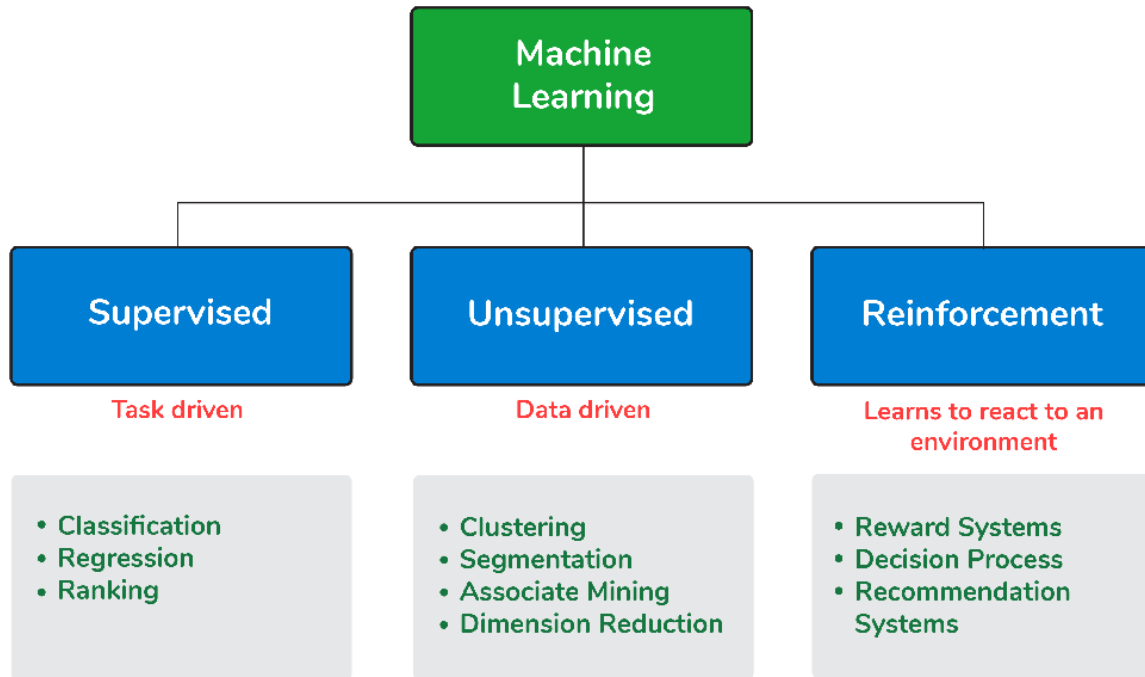 Machine
Learning
Supervised
Unsupervised
Reinforcement
Task driven
Data driven
Learns to react to an
environment
• Classification
• Regression
• Ranking
• Clustering
• Segmentation
• Associate Mining
• Dimension Reduction
• Reward Systems
• Decision Process
• Recommendation
Systems